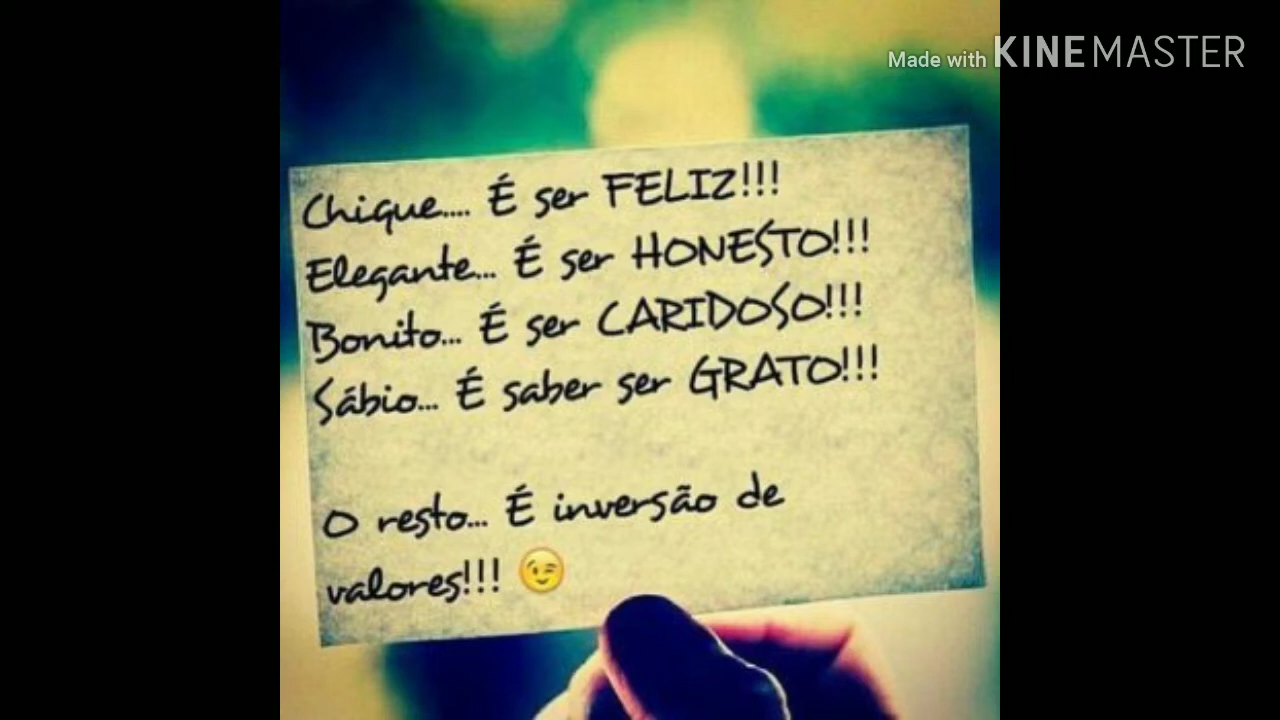 Made with KINEMASTER
Chique.... É ser FELIZ!!!
Elegante... É ser HONESTO!!!
Bonito... É ser CARIDOSO!!!
Sábio... É saber ser GRATO!!!
O resto... É inversão de
valores!!! 😉